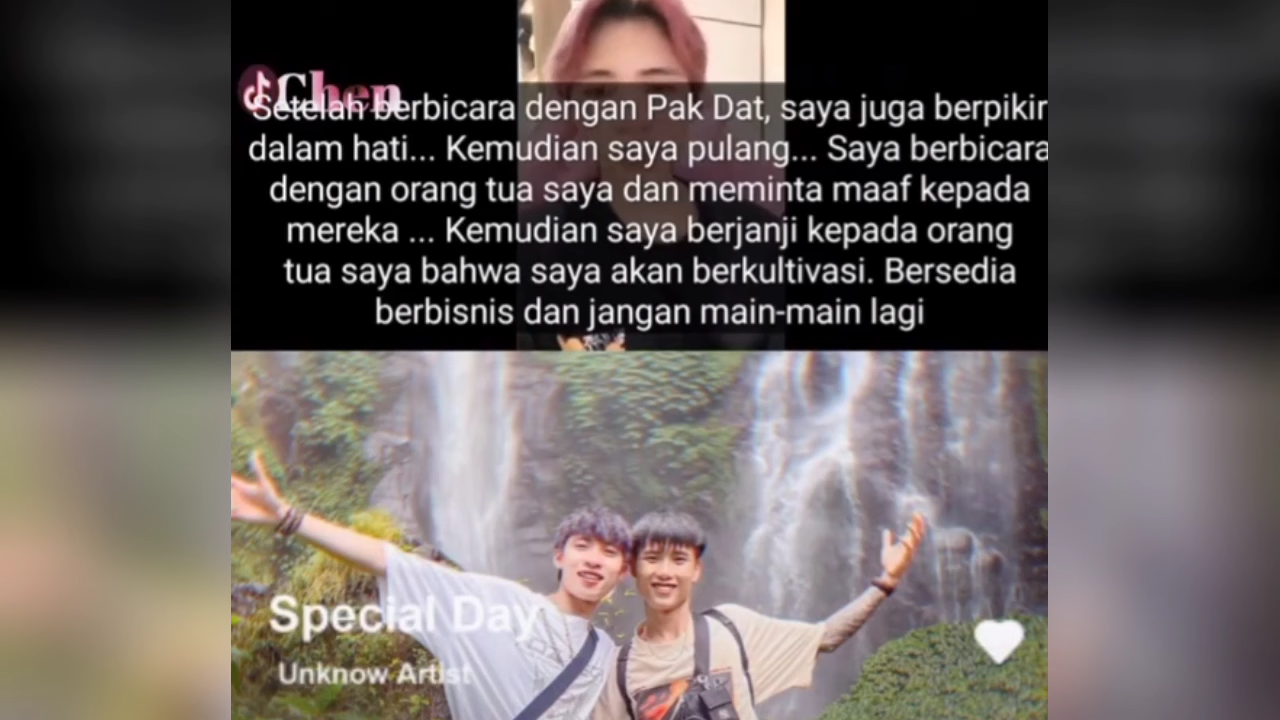 Chen
Setelah berbicara dengan Pak Dat, saya juga berpikir
dalam hati... Kemudian saya pulang... Saya berbicara
dengan orang tua saya dan meminta maaf kepada
mereka ... Kemudian saya berjanji kepada orang
tua saya bahwa saya akan berkultivasi. Bersedia
berbisnis dan jangan main-main lagi
Special Day
Unknow Artist